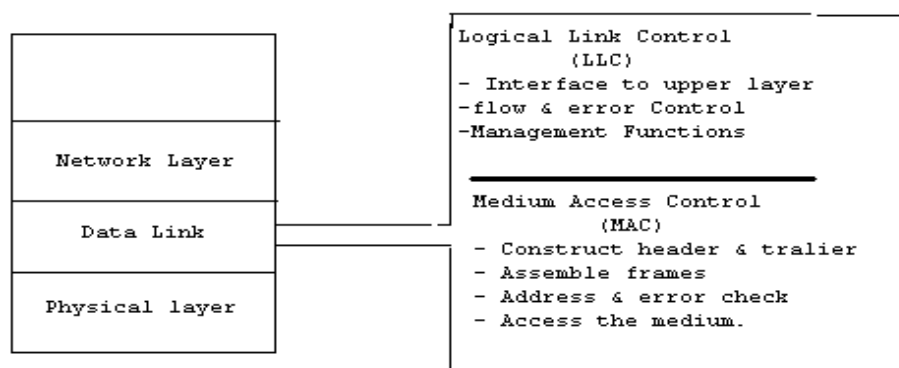 Network Layer
Data Link
Physical layer
Logical Link Control
(LLC)
- Interface to upper layer
-flow & error Control
-Management Functions
Medium Access Control
(MAC)
- Construct header & tralier
- Assemble frames
- Address & error check
- Access the medium.